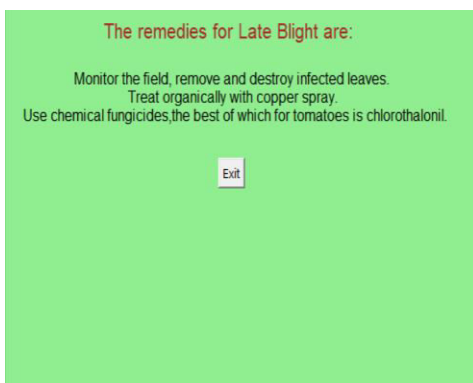 The remedies for Late Blight are:
Monitor the field, remove and destroy infected leaves.
Treat organically with copper spray.
Use chemical fungicides,the best of which for tomatoes is chlorothalonil.
Exit